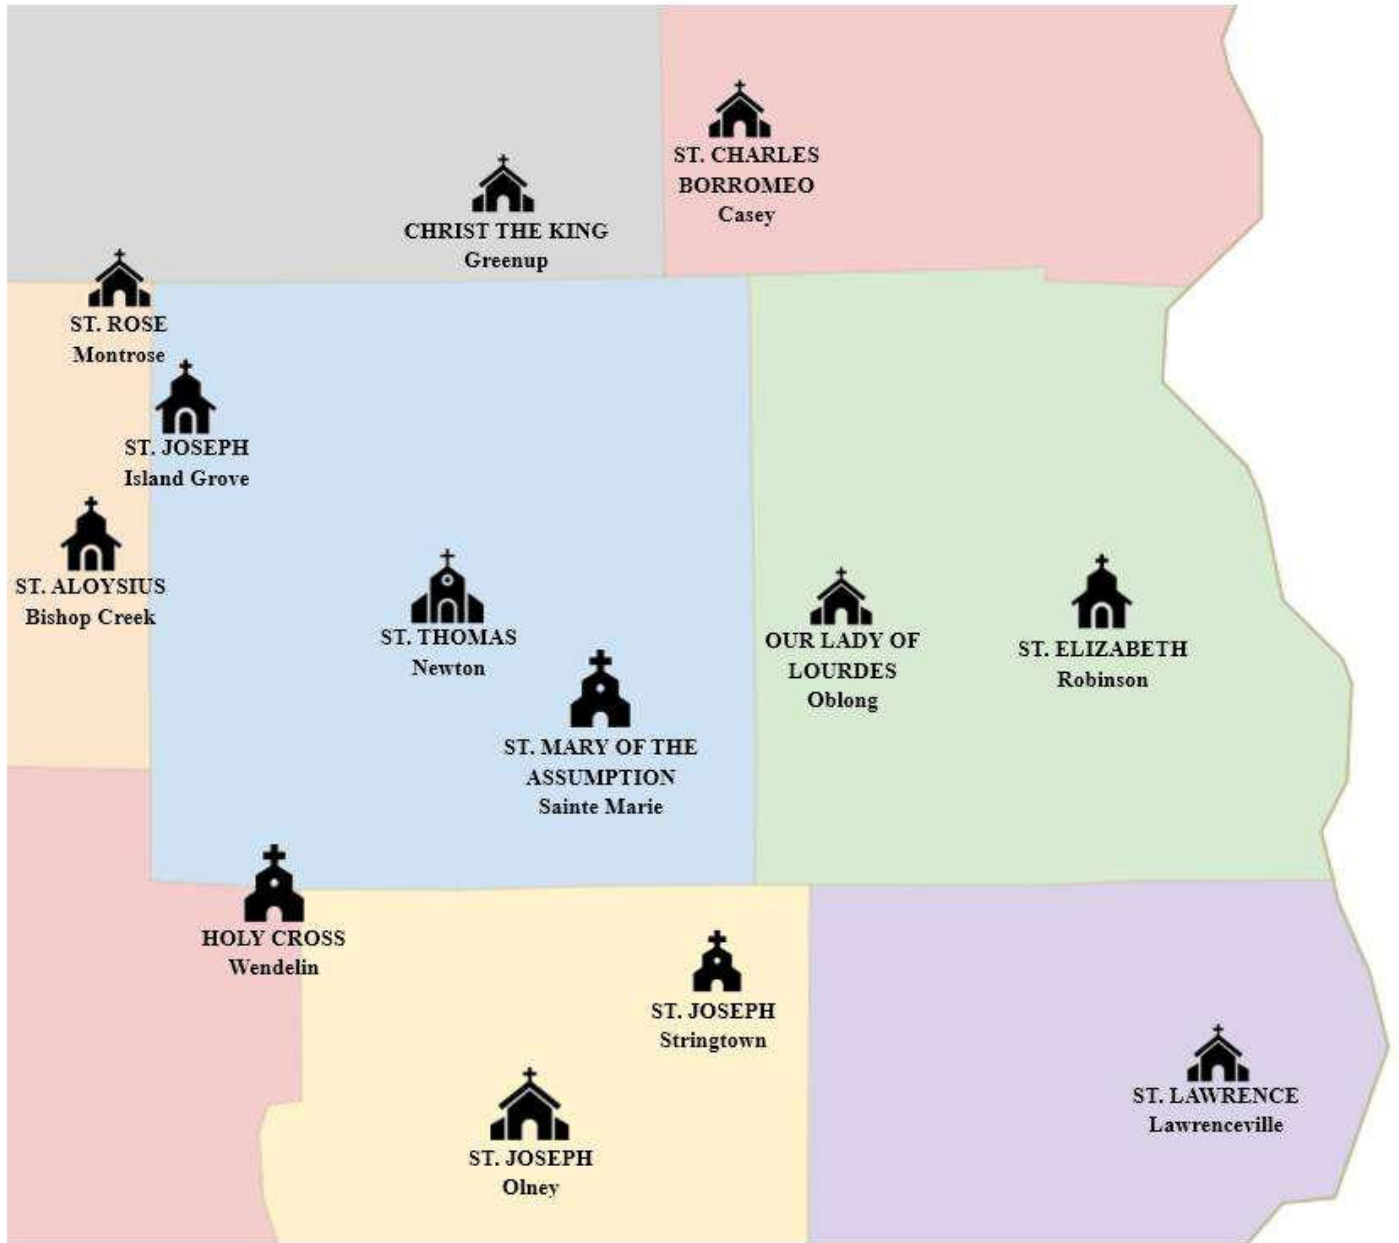 ST. CHARLES
BORROMEO
Casey
CHRIST THE KING
Greenup
ST. ROSE
Montrose
ST. JOSEPH
Island Grove
ST. ALOYSIUS
Bishop Creek
ST. THOMAS
Newton
OUR LADY OF
LOURDES
Oblong
ST. ELIZABETH
Robinson
ST. MARY OF THE
ASSUMPTION
Sainte Marie
HOLY CROSS
Wendelin
ST. JOSEPH
Stringtown
ST. LAWRENCE
Lawrenceville
ST. JOSEPH
Olney